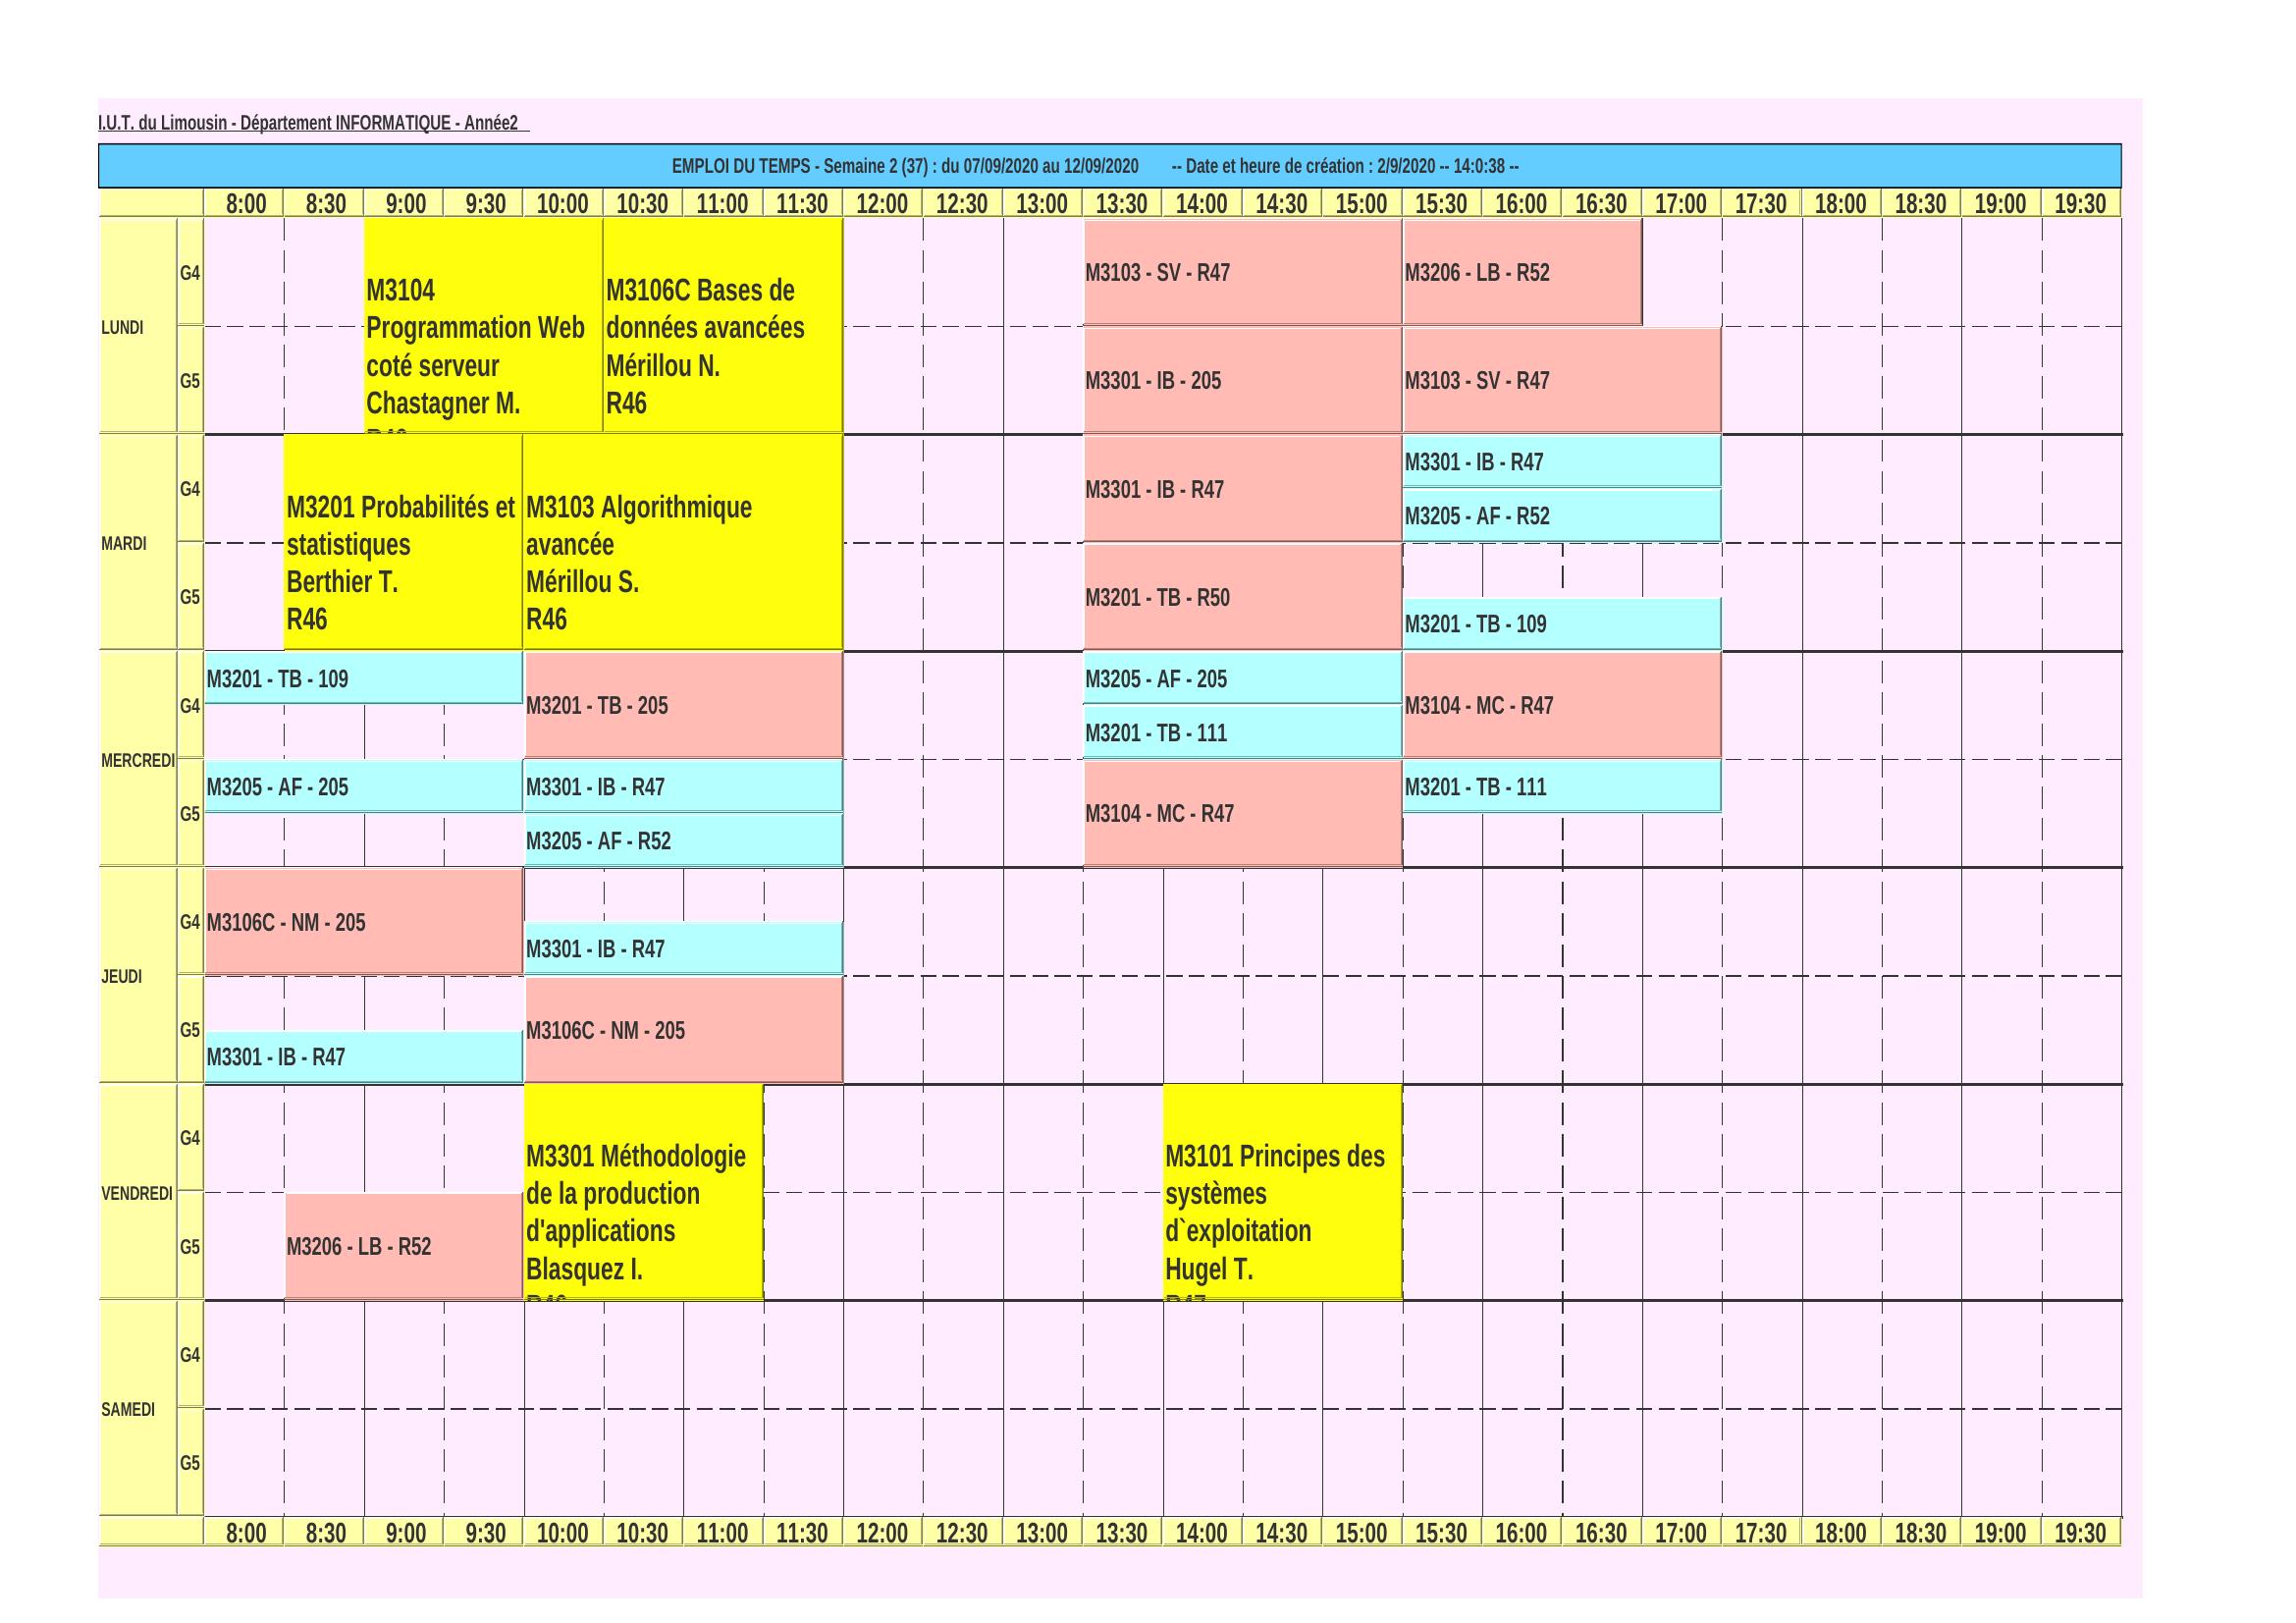 I.U.T. du Limousin - Département INFORMATIQUE - Année2
EMPLOI DU TEMPS - Semaine 2 (37) : du 07/09/2020 au 12/09/2020 -- Date et heure de création : 2/9/2020 -- 14:0:38 --
8:00 8:30 9:00 9:30 10:00 10:30 11:00 11:30 12:00 12:30 13:00 13:30 14:00 14:30 15:00 15:30 16:00 16:30 17:00 17:30 18:00 18:30 19:00 19:30
LUNDI
G4
G5
M3104
Programmation Web
coté serveur
Chastagner M.
M3106C Bases de
données avancées
Mérillou N.
R46
M3103 - SV - R47
M3206 - LB - R52
M3301 - IB - 205
M3103 - SV - R47
MARDI
G4
G5
M3201 Probabilités et
statistiques
Berthier T.
R46
M3103 Algorithmique
avancée
Mérillou S.
R46
M3301 - IB - R47
M3301 - IB - R47
M3205 - AF - R52
M3201 - TB - R50
M3201 - TB - 109
MERCREDI
G4
G5
M3201 - TB - 109
M3201 - TB - 205
M3205 - AF - 205
M3201 - TB - 111
M3104 - MC - R47
M3205 - AF - 205
M3301 - IB - R47
M3205 - AF - R52
M3104 - MC - R47
M3201 - TB - 111
JEUDI
G4
G5
M3106C - NM - 205
M3301 - IB - R47
M3301 - IB - R47
M3106C - NM - 205
VENDREDI
G4
G5
M3206 - LB - R52
M3301 Méthodologie
de la production
d'applications
Blasquez I.
M3101 Principes des
systèmes
d`exploitation
Hugel T.
SAMEDI
G4
G5
8:00 8:30 9:00 9:30 10:00 10:30 11:00 11:30 12:00 12:30 13:00 13:30 14:00 14:30 15:00 15:30 16:00 16:30 17:00 17:30 18:00 18:30 19:00 19:30